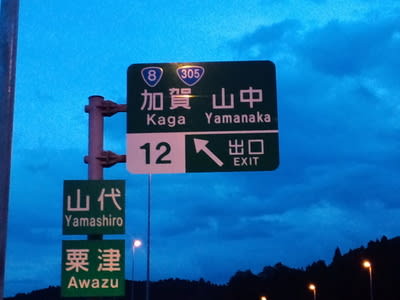 8 305
加賀 山中
Kaga Yamanaka
12 出口
EXIT
山代
Yamashiro
粟津
Awazu